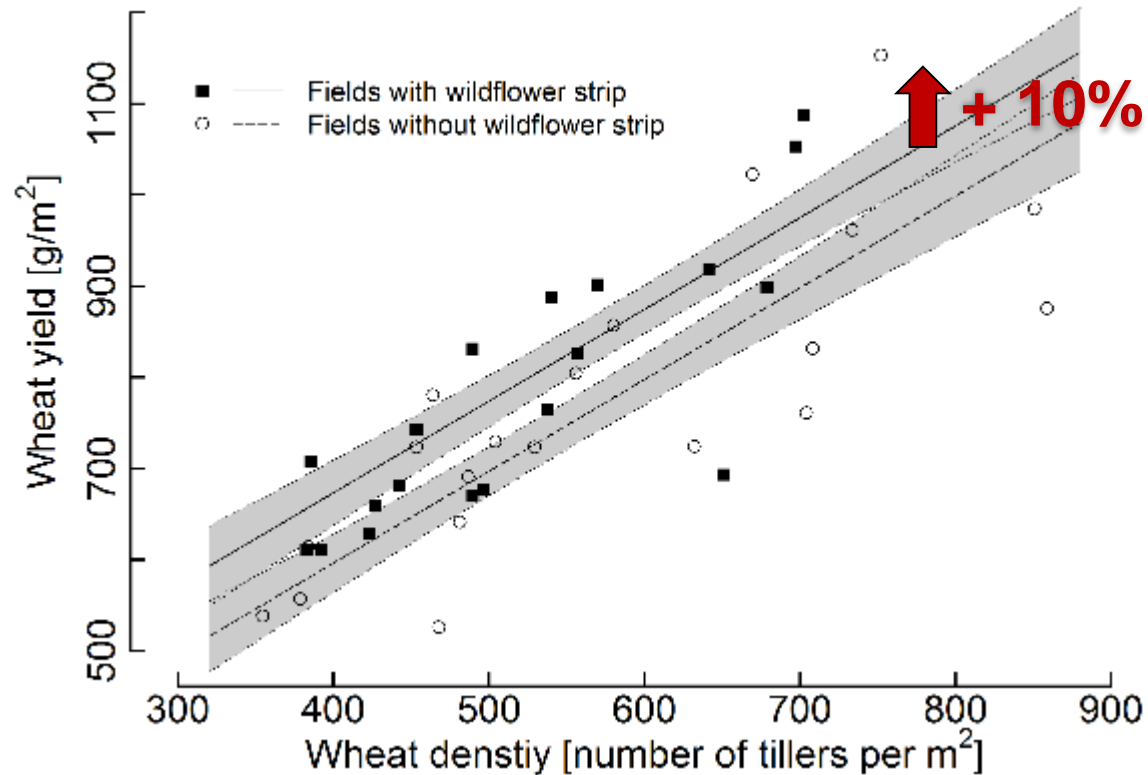 Fields with wildflower strip
Fields without wildflower strip
+ 10%
Wheat yield [g/m²]
1100
900
700
500
300 400 500 600 700 800 900
Wheat denstiy [number of tillers per m²]